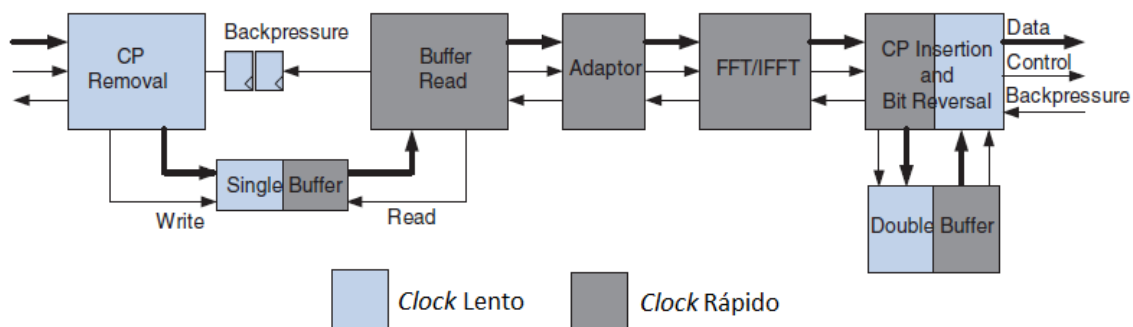 CP
Removal
Backpressure
Buffer
Read
Adaptor
FFT/IFFT
CP Insertion
and
Bit Reversal
Data
Control
Backpressure
Single Buffer
Write
Read
Double Buffer
Clock Lento
Clock Rápido